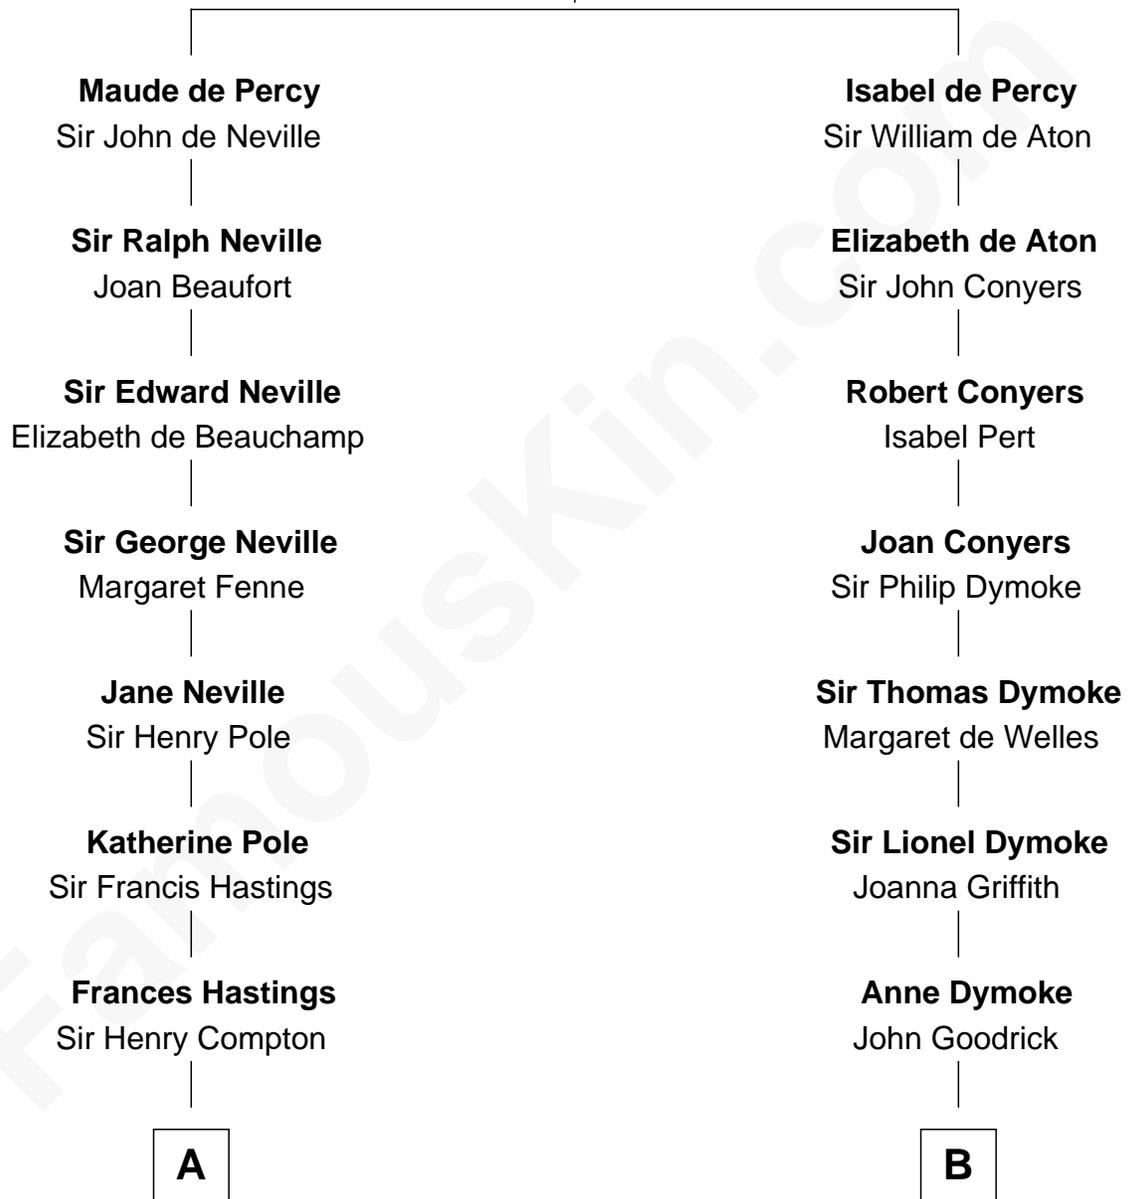 Maude de Percy
Sir John de Neville
Sir Ralph Neville
Joan Beaufort
Sir Edward Neville
Elizabeth de Beauchamp
Sir George Neville
Margaret Fenne
Jane Neville
Sir Henry Pole
Katherine Pole
Sir Francis Hastings
Frances Hastings
Sir Henry Compton
A
Isabel de Percy
Sir William de Aton
Elizabeth de Aton
Sir John Conyers
Robert Conyers
Isabel Pert
Joan Conyers
Sir Philip Dymoke
Sir Thomas Dymoke
Margaret de Welles
Sir Lionel Dymoke
Joanna Griffith
Anne Dymoke
John Goodrick
B
FamousKin.com